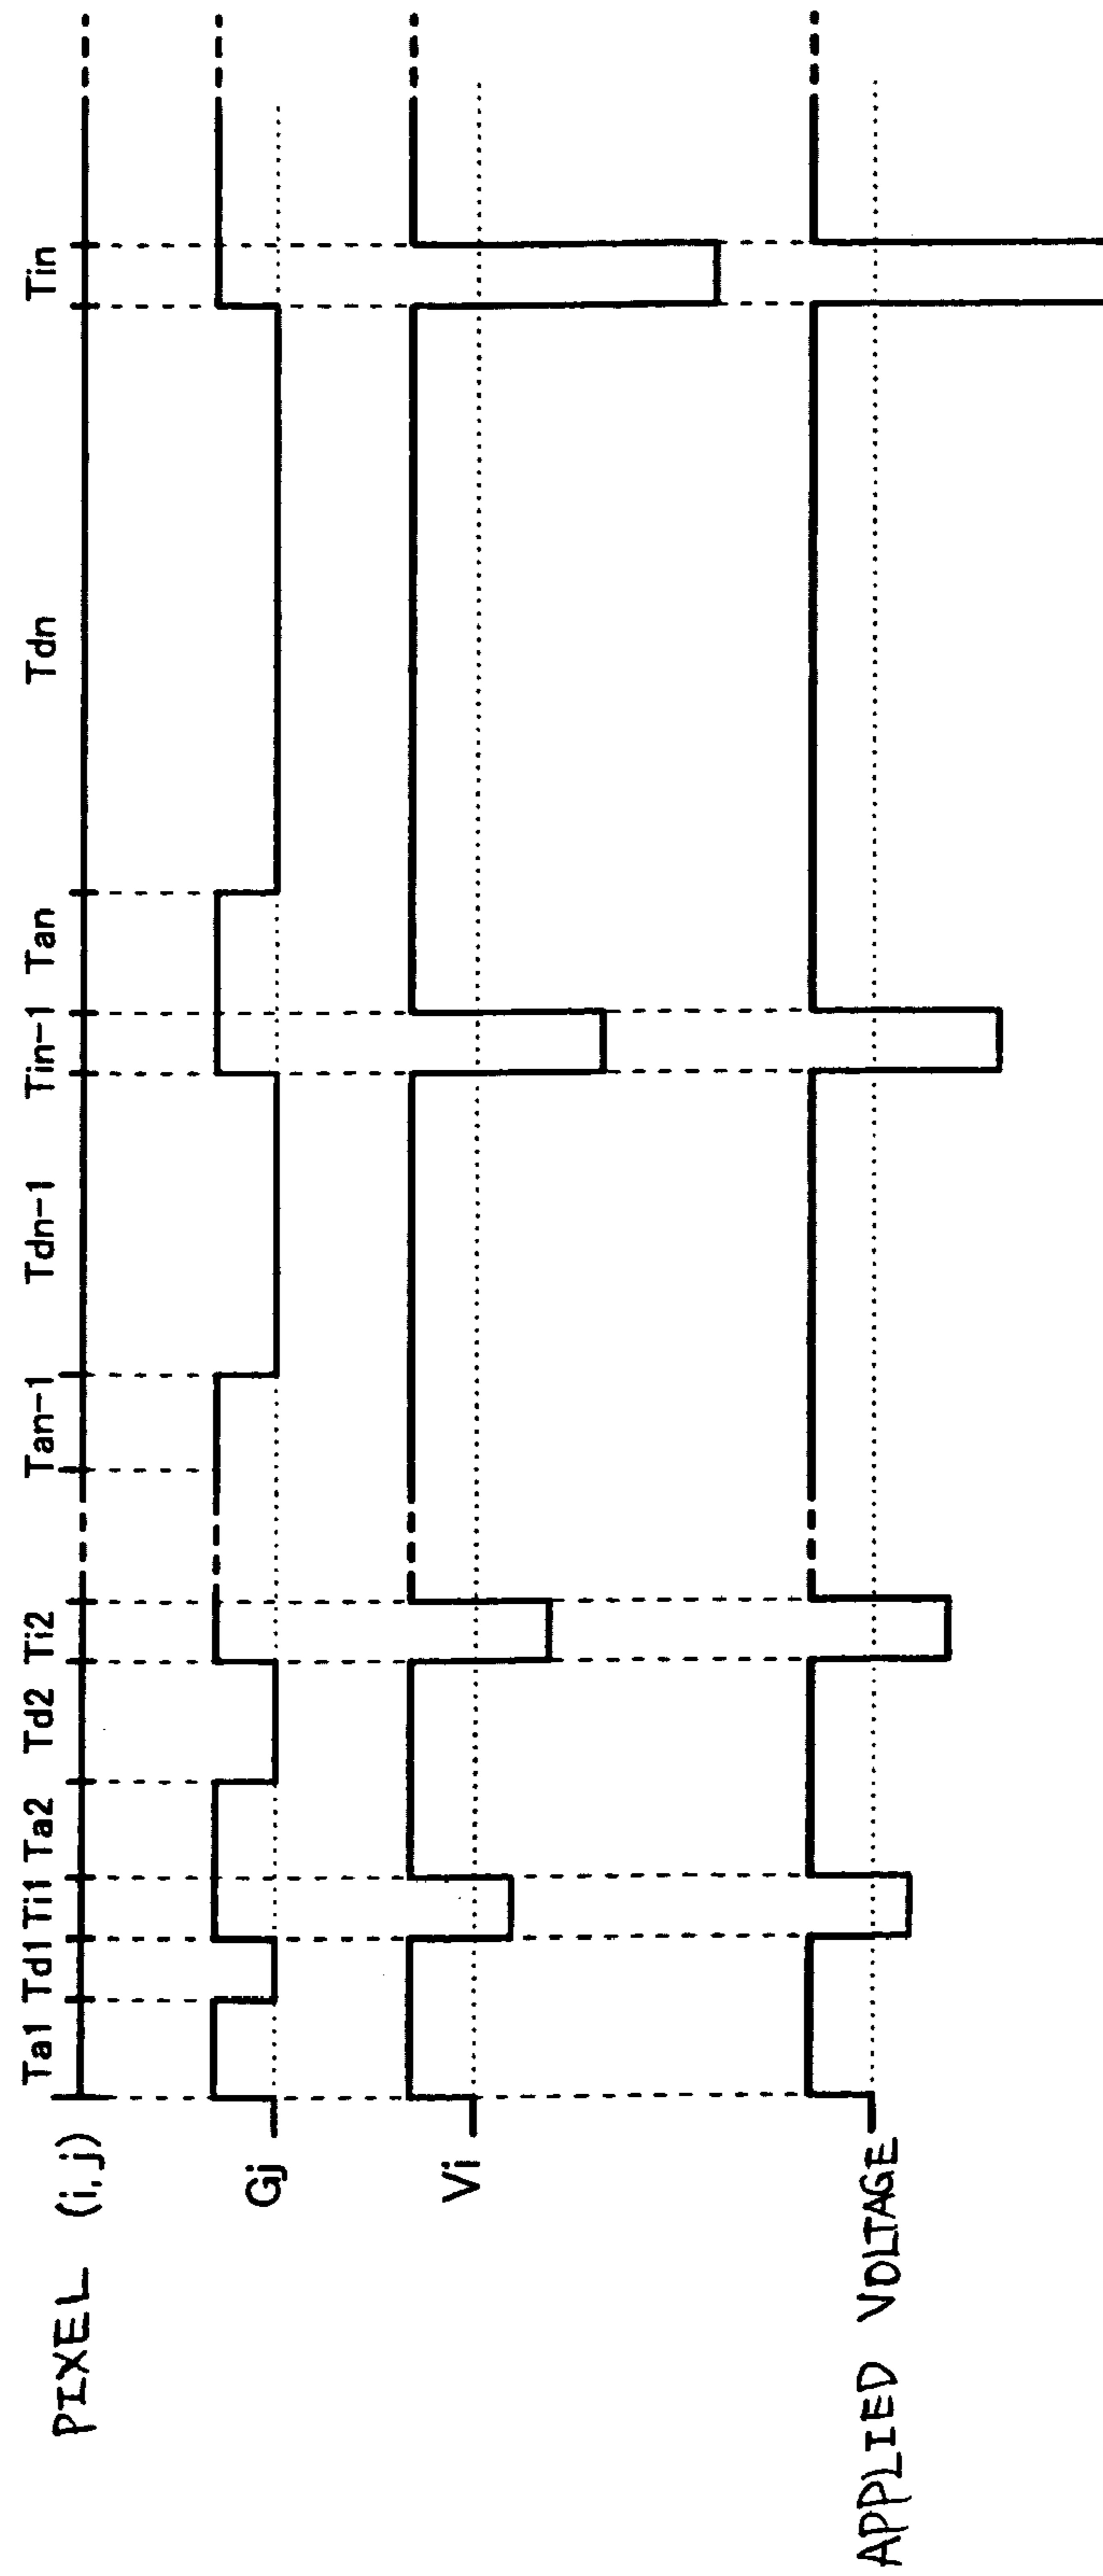 Ta1 Td1 Ti1 Ta2 Td2 Ti2 Tan-1 Tdn-1 Tin-1 Tan Tdn Tin
PIXEL (i,j)
Gj
Vi
APPLIED VOLTAGE